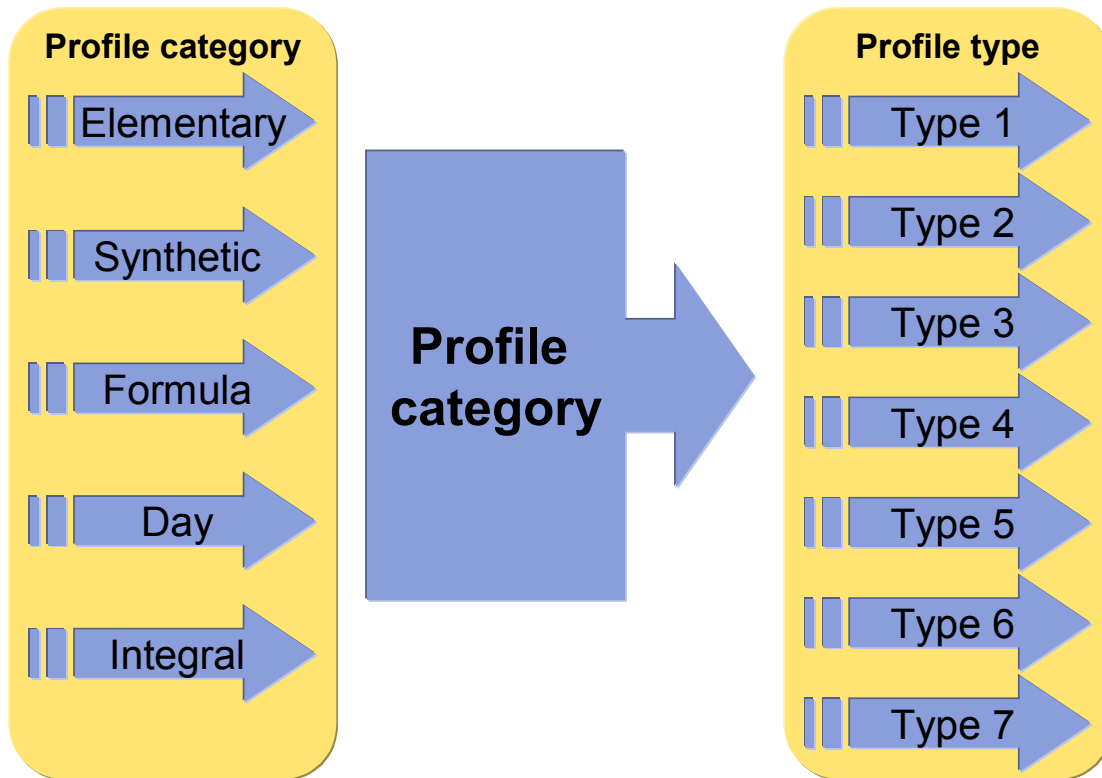 Profile category
Elementary
Synthetic
Formula
Day
Integral
Profile
category
Profile type
Type 1
Type 2
Type 3
Type 4
Type 5
Type 6
Type 7